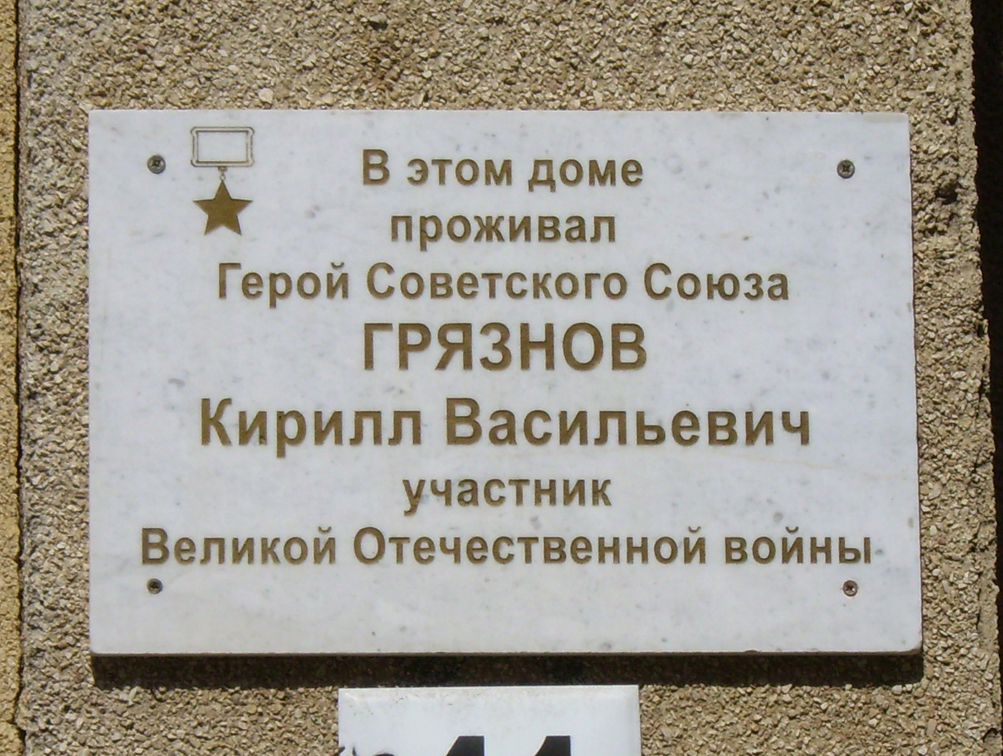 В этом доме
проживал
Герой Советского Союза
ГРЯЗНОВ
Кирилл Васильевич
участник
Великой Отечественной войны